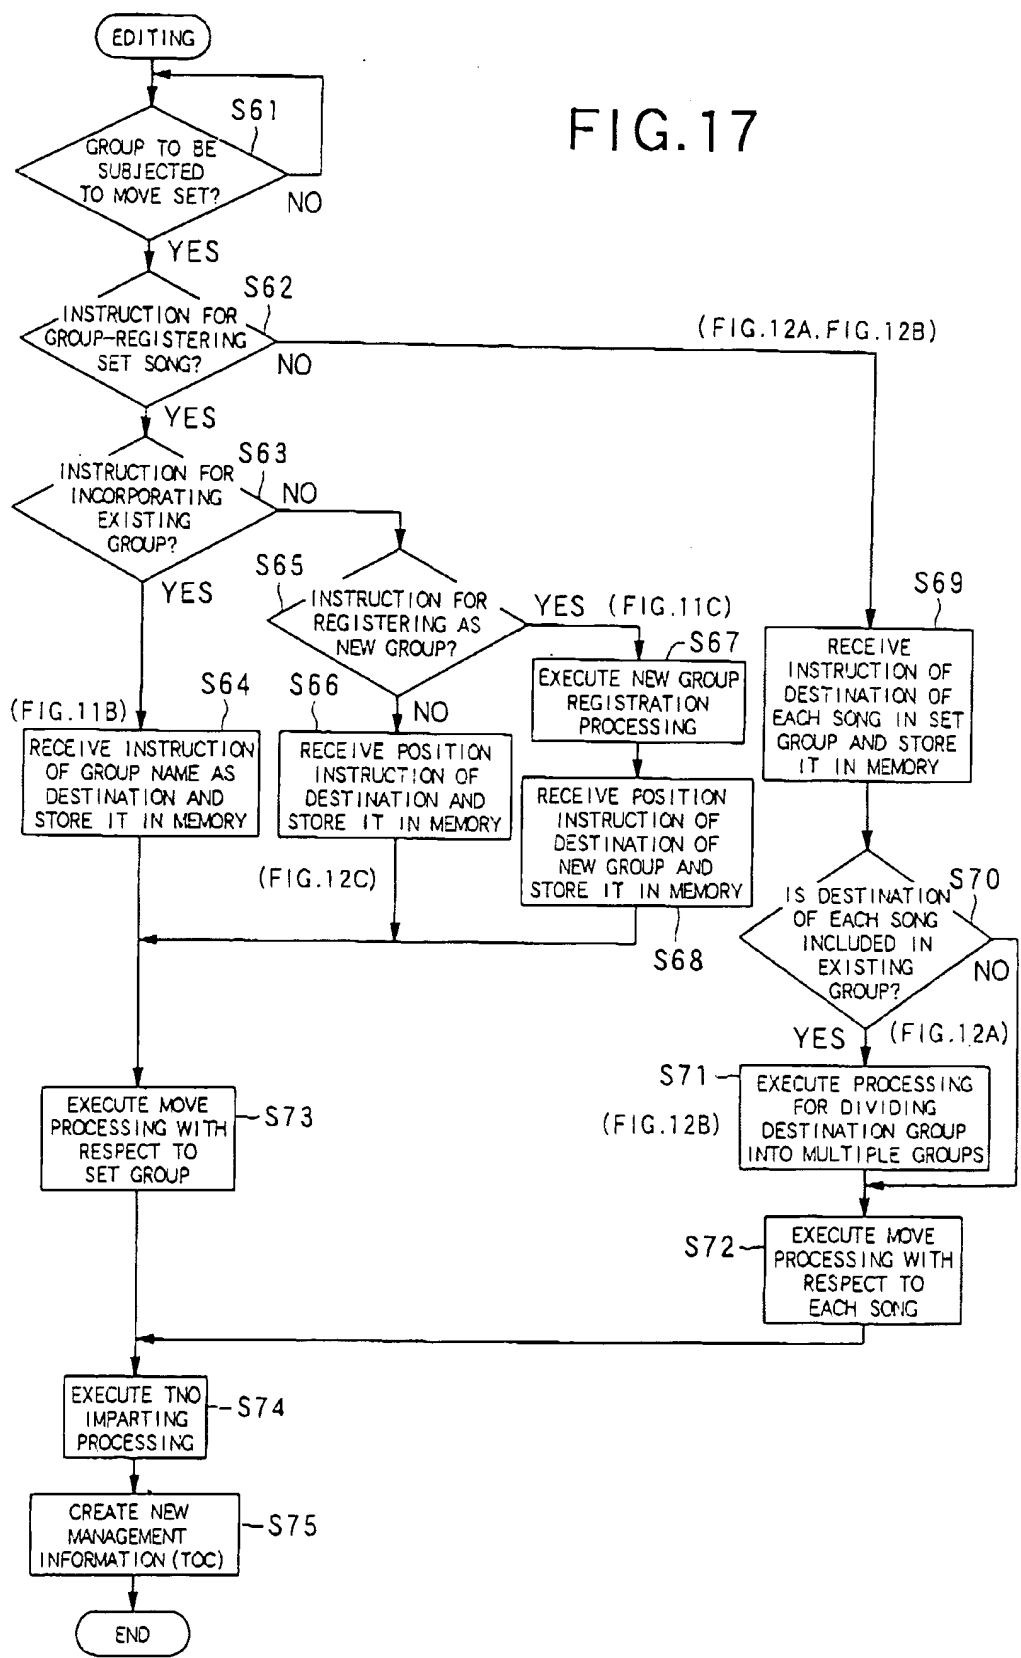 EDITING
FIG.17
S61
GROUP TO BE
SUBJECTED
TO MOVE SET?
NO
YES
S62
INSTRUCTION FOR
GROUP-REGISTERING
SET SONG?
NO
(FIG.12A.FIG.12B)
YES
S63
INSTRUCTION FOR
INCORPORATING
EXISTING
GROUP?
NO
YES
S65
INSTRUCTION FOR
REGISTERING AS
NEW GROUP?
YES
(FIG.11C)
NO
S67
EXECUTE NEW GROUP
REGISTRATION
PROCESSING
S69
RECEIVE
INSTRUCTION OF
DESTINATION OF
EACH SONG IN SET
GROUP AND STORE
IT IN MEMORY
(FIG.11B)
S64
RECEIVE INSTRUCTION
OF GROUP NAME AS
DESTINATION AND
STORE IT IN MEMORY
S66
RECEIVE POSITION
INSTRUCTION OF
DESTINATION AND
STORE IT IN MEMORY
(FIG.12C)
RECEIVE POSITION
INSTRUCTION OF
DESTINATION OF
NEW GROUP AND
STORE IT IN MEMORY
S68
S70
IS DESTINATION
OF EACH SONG
INCLUDED IN
EXISTING
GROUP?
NO
YES
(FIG.12A)
S71
(FIG.12B)
EXECUTE PROCESSING
FOR DIVIDING
DESTINATION GROUP
INTO MULTIPLE GROUPS
EXECUTE MOVE
PROCESSING WITH
RESPECT TO
SET GROUP
S73
S72
EXECUTE MOVE
PROCESSING WITH
RESPECT TO
EACH SONG
EXECUTE TNO
IMPARTING
PROCESSING
S74
CREATE NEW
MANAGEMENT
INFORMATION (TOC)
S75
END